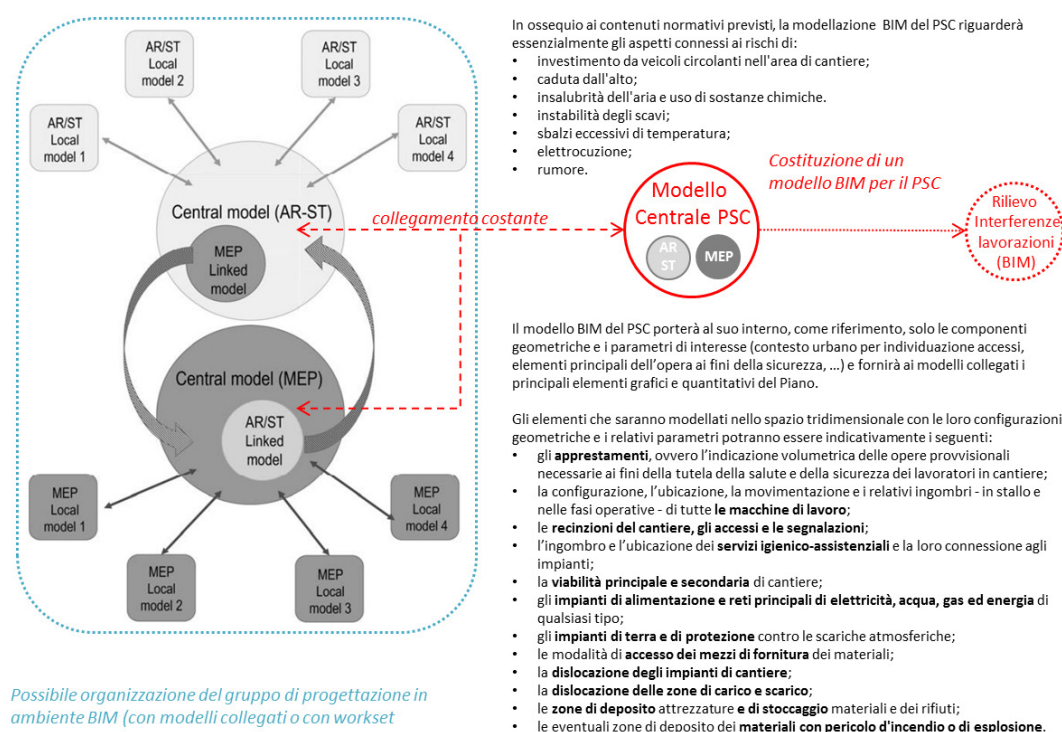 AR/ST
Local
model 2
AR/ST
Local
model 3
AR/ST
Local
model 1
AR/ST
Local
model 4
Central model (AR-ST)
MEP
Linked
model
Central model (MEP)
AR/ST
Linked
model
MEP
Local
model 1
MEP
Local
model 4
MEP
Local
model 2
MEP
Local
model 3
Possibile organizzazione del gruppo di progettazione in
ambiente BIM (con modelli collegati o con workset
In ossequio ai contenuti normativi previsti, la modellazione BIM del PSC riguarderà
essenzialmente gli aspetti connessi ai rischi di:
• investimento da veicoli circolanti nell'area di cantiere;
• caduta dall'alto;
• insalubrità dell'aria e uso di sostanze chimiche.
• instabilità degli scavi;
• sbalzi eccessivi di temperatura;
• elettrocuzione;
• rumore.
collegamento costante
Modello
Centrale PSC
AR
ST
MEP
Costituzione di un
modello BIM per il PSC
Rilievo
Interferenze
lavorazioni
(BIM)
Il modello BIM del PSC porterà al suo interno, come riferimento, solo le componenti
geometriche e i parametri di interesse (contesto urbano per individuazione accessi,
elementi principali dell'opera ai fini della sicurezza, …) e fornirà ai modelli collegati i
principali elementi grafici e quantitativi del Piano.
Gli elementi che saranno modellati nello spazio tridimensionale con le loro configurazioni
geometriche e i relativi parametri potranno essere indicativamente i seguenti:
• gli apprestamenti, ovvero l'indicazione volumetrica delle opere provvisionali
necessarie ai fini della tutela della salute e della sicurezza dei lavoratori in cantiere;
• la configurazione, l'ubicazione, la movimentazione e i relativi ingombri - in stallo e
nelle fasi operative - di tutte le macchine di lavoro;
• le recinzioni del cantiere, gli accessi e le segnalazioni;
• l'ingombro e l'ubicazione dei servizi igienico-assistenziali e la loro connessione agli
impianti;
• la viabilità principale e secondaria di cantiere;
• gli impianti di alimentazione e reti principali di elettricità, acqua, gas ed energia di
qualsiasi tipo;
• gli impianti di terra e di protezione contro le scariche atmosferiche;
• le modalità di accesso dei mezzi di fornitura dei materiali;
• la dislocazione degli impianti di cantiere;
• la dislocazione delle zone di carico e scarico;
• le zone di deposito attrezzature e di stoccaggio materiali e dei rifiuti;
• le eventuali zone di deposito dei materiali con pericolo d'incendio o di esplosione.